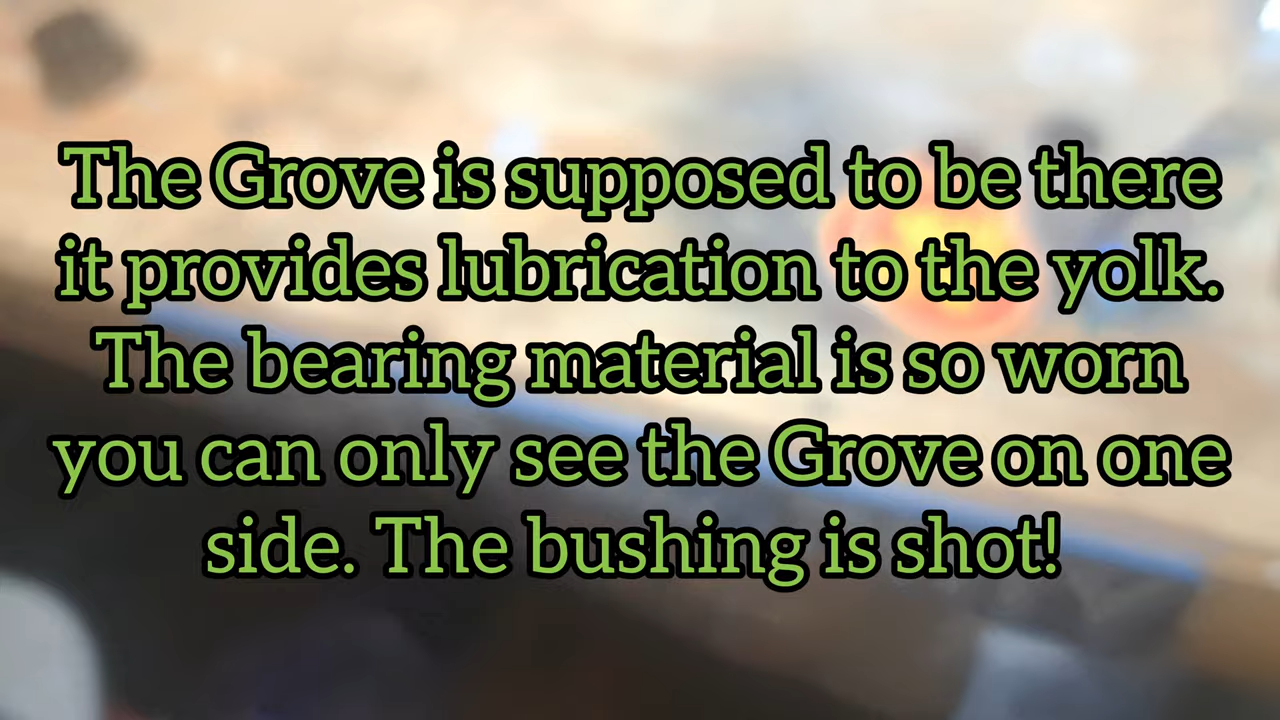 The Grove is supposed to be there
it provides lubrication to the yolk.
The bearing material is so worn
you can only see the Grove on one
side. The bushing is shot!